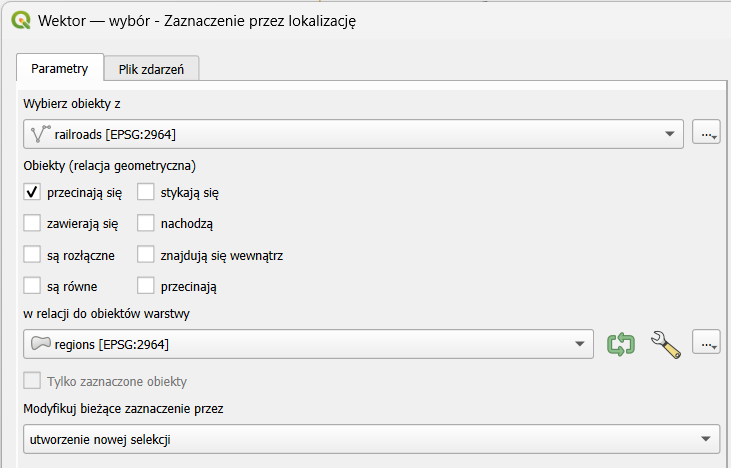 Wektor — wybór - Zaznaczenie przez lokalizację
Parametry Plik zdarzeń
Wybierz obiekty z
railroads [EPSG:2964] ...
Obiekty (relacja geometryczna)
przecinają się stykają się
zawierają się nachodzą
są rozłączne znajdują się wewnątrz
są równe przecinają
w relacji do obiektów warstwy
regions [EPSG:2964] ...
Tylko zaznaczone obiekty
Modyfikuj bieżące zaznaczenie przez
utworzenie nowej selekcji